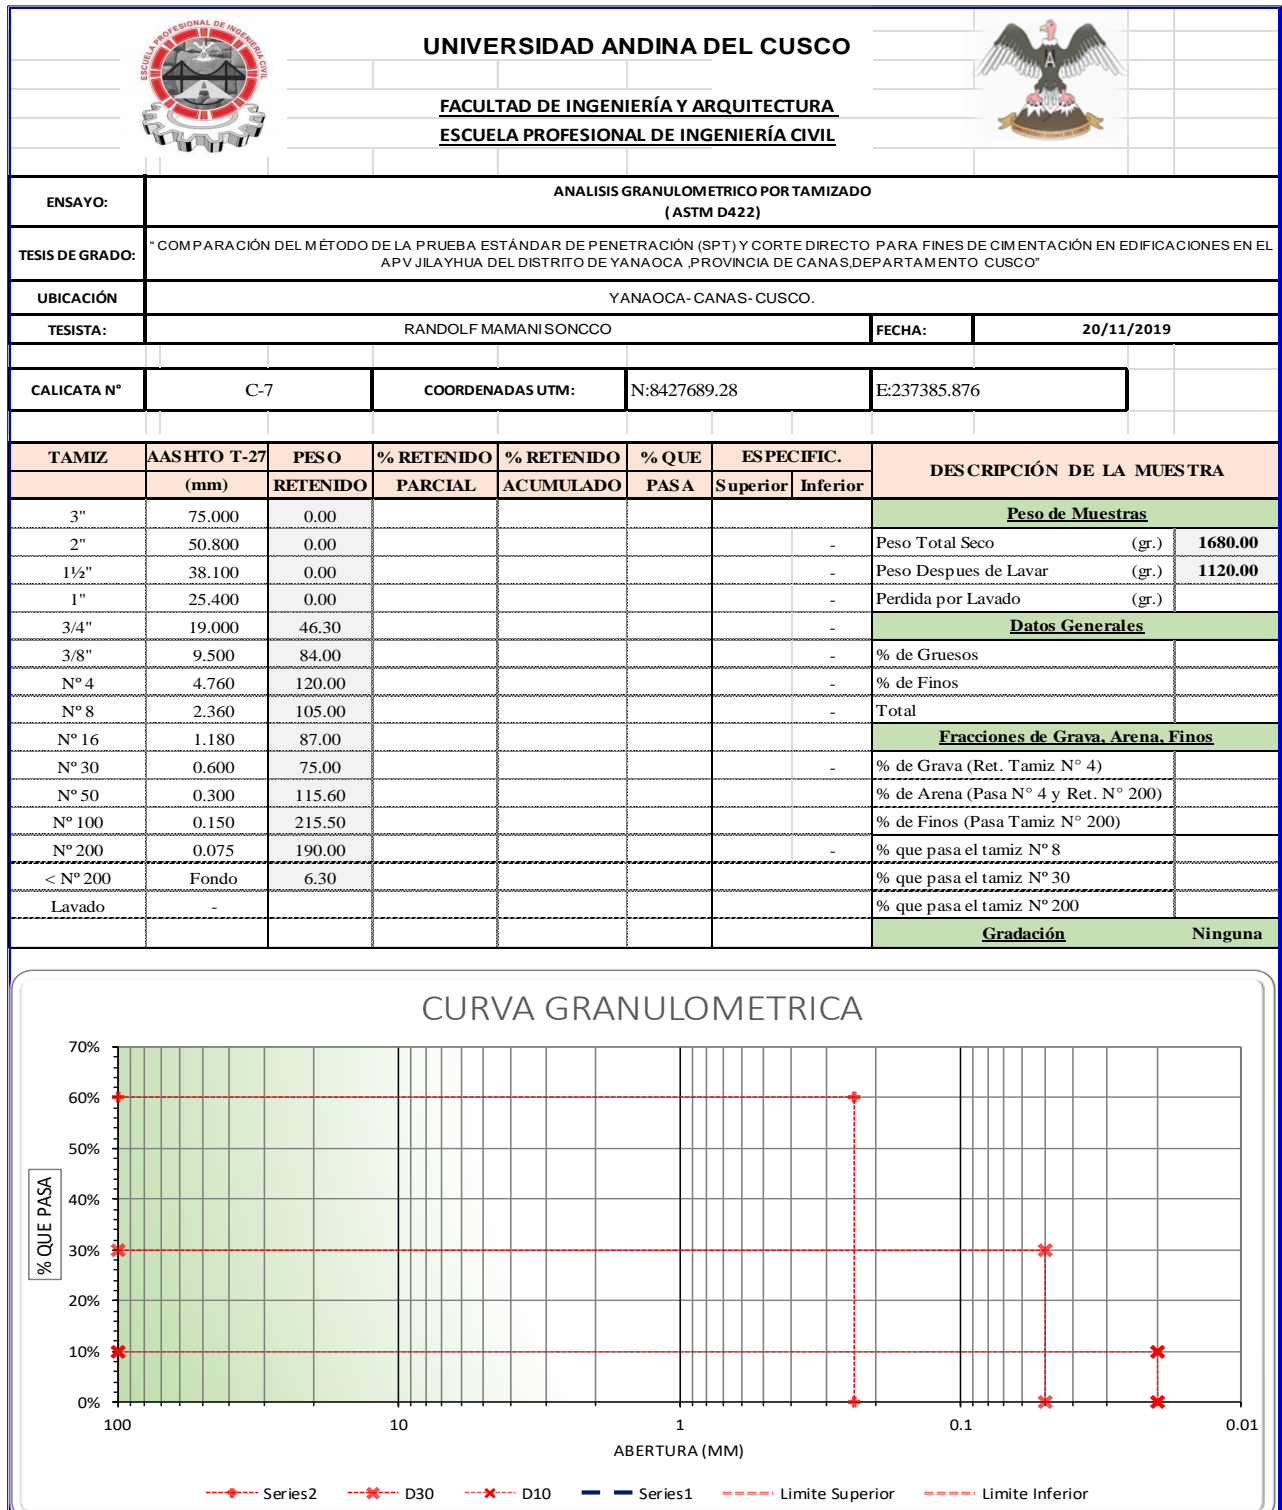 ESCUELA PROFESIONAL DE INGENIERIA CIVIL
UNIVERSIDAD ANDINA DEL CUSCO
FACULTAD DE INGENIERÍA Y ARQUITECTURA
ESCUELA PROFESIONAL DE INGENIERÍA CIVIL
ENSAYO:
ANALISIS GRANULOMETRICO POR TAMIZADO
( ASTM D422)
TESIS DE GRADO:
“ COMPARACIÓN DEL MÉTODO DE LA PRUEBA ESTÁNDAR DE PENETRACIÓN (SPT) Y CORTE DIRECTO PARA FINES DE CIMENTACIÓN EN EDIFICACIONES EN EL
APV JILAYHUA DEL DISTRITO DE YANAOCA ,PROVINCIA DE CANAS,DEPARTAMENTO CUSCO”
UBICACIÓN YANAOCA- CANAS- CUSCO.
TESISTA: RANDOLF MAMANI SONCCO FECHA: 20/11/2019
CALICATA N° C-7 COORDENADAS UTM: N:8427689.28 E:237385.876
TAMIZ AASHTO T-27 PESO % RETENIDO % RETENIDO % QUE ESPECIFIC. DESCRIPCIÓN DE LA MUESTRA
(mm) RETENIDO PARCIAL ACUMULADO PASA Superior Inferior
3" 75.000 0.00 Peso de Muestras
2" 50.800 0.00 - Peso Total Seco (gr.) 1680.00
1½" 38.100 0.00 - Peso Despues de Lavar (gr.) 1120.00
1" 25.400 0.00 - Perdida por Lavado (gr.)
3/4" 19.000 46.30 - Datos Generales
3/8" 9.500 84.00 - % de Gruesos
Nº 4 4.760 120.00 - % de Finos
Nº 8 2.360 105.00 - Total
Nº 16 1.180 87.00 Fracciones de Grava, Arena, Finos
Nº 30 0.600 75.00 - % de Grava (Ret. Tamiz N° 4)
Nº 50 0.300 115.60 % de Arena (Pasa N° 4 y Ret. N° 200)
Nº 100 0.150 215.50 % de Finos (Pasa Tamiz N° 200)
Nº 200 0.075 190.00 - % que pasa el tamiz Nº 8
< Nº 200 Fondo 6.30 % que pasa el tamiz Nº 30
Lavado - % que pasa el tamiz Nº 200
Gradación Ninguna
CURVA GRANULOMETRICA
% QUE PASA
70%
60%
50%
40%
30%
20%
10%
0%
100 10 1 0.1 0.01
ABERTURA (MM)
Series2 D30 D10 Series1 Limite Superior Limite Inferior